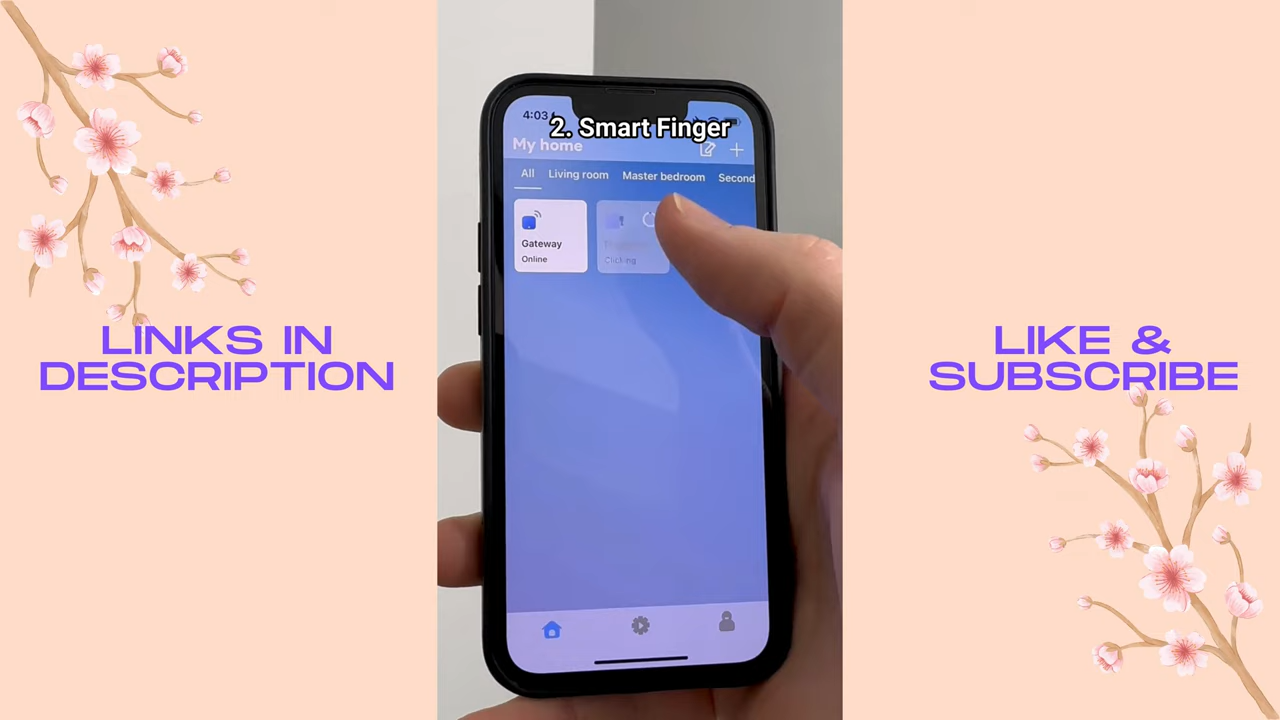 LINKS IN
DESCRIPTION
4:03
2. Smart Finger
My home
All Living room Master bedroom Second
Gateway
Online
LIKE &
SUBSCRIBE